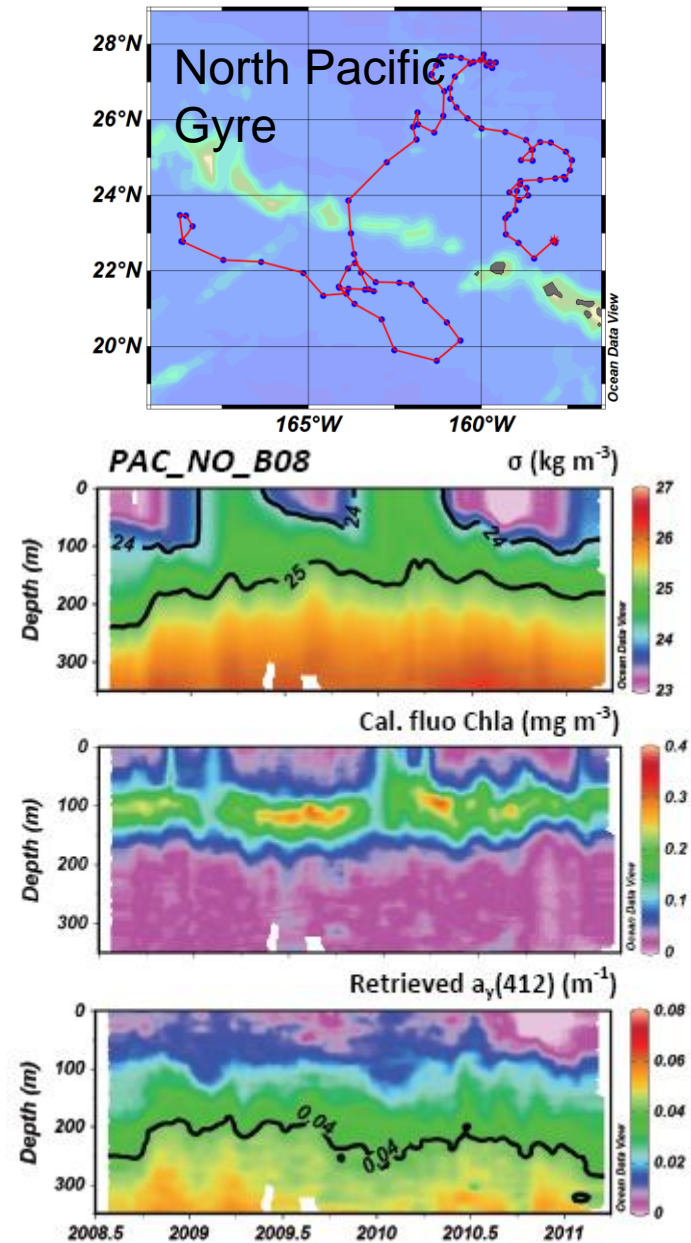 North Pacific
Gyre
28°N
26°N
24°N
22°N
20°N
165°W 160°W
Ocean Data View
PAC_NO_B08 σ (kg m-3)
Depth (m)
0
100
200
300
24
24
24
25
27
26
25
24
23
Ocean Data View
Cal. fluo Chla (mg m-3)
Depth (m)
0
100
200
300
0.4
0.3
0.2
0.1
0
Ocean Data View
Retrieved ay(412) (m-1)
Depth (m)
0
100
200
300
0.04
0.04
0.08
0.06
0.04
0.02
0
Ocean Data View
2008.5 2009 2009.5 2010 2010.5 2011